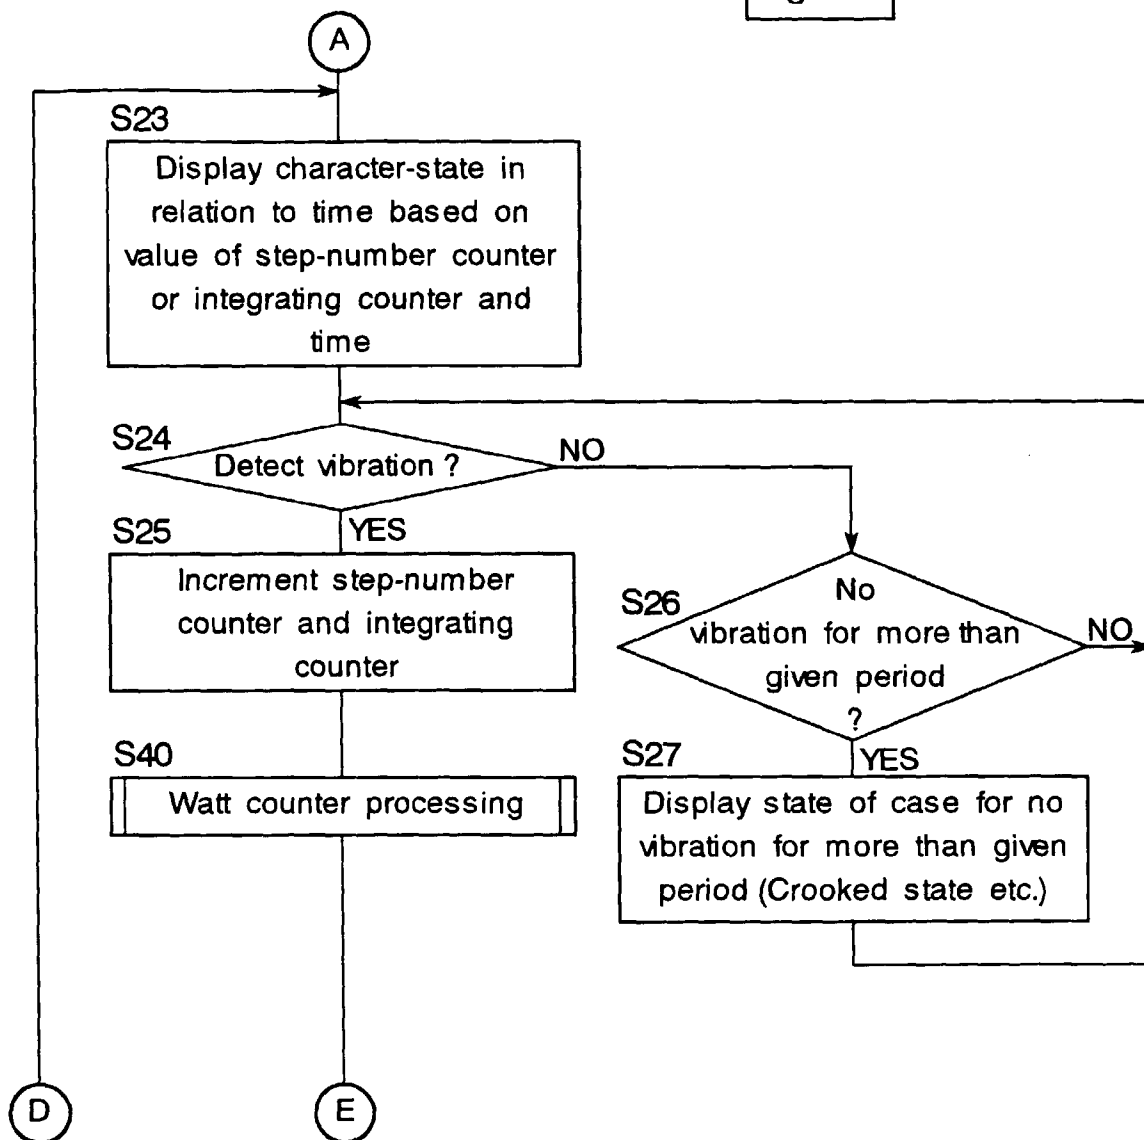 A
S23
Display character-state in
relation to time based on
value of step-number counter
or integrating counter and
time
S24
Detect vibration ?
NO
YES
S25
Increment step-number
counter and integrating
counter
S26
No
vibration for more than
given period
?
NO
YES
S40
Watt counter processing
S27
Display state of case for no
vibration for more than given
period (Crooked state etc.)
D
E